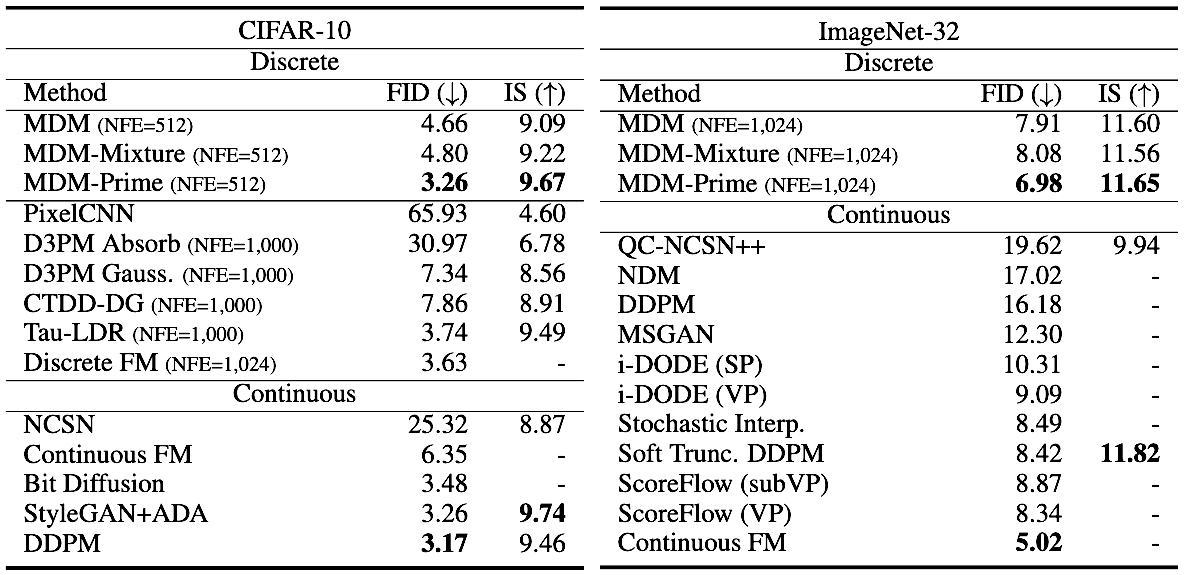 CIFAR-10
Discrete
Method FID (↓) IS (↑)
MDM (NFE=512) 4.66 9.09
MDM-Mixture (NFE=512) 4.80 9.22
MDM-Prime (NFE=512) 3.26 9.67
PixelCNN 65.93 4.60
D3PM Absorb (NFE=1,000) 30.97 6.78
D3PM Gauss. (NFE=1,000) 7.34 8.56
CTDD-DG (NFE=1,000) 7.86 8.91
Tau-LDR (NFE=1,000) 3.74 9.49
Discrete FM (NFE=1,024) 3.63 -
Continuous
NCSN 25.32 8.87
Continuous FM 6.35 -
Bit Diffusion 3.48 -
StyleGAN+ADA 3.26 9.74
DDPM 3.17 9.46
ImageNet-32
Discrete
Method FID (↓) IS (↑)
MDM (NFE=1,024) 7.91 11.60
MDM-Mixture (NFE=1,024) 8.08 11.56
MDM-Prime (NFE=1,024) 6.98 11.65
Continuous
QC-NCSN++ 19.62 9.94
NDM 17.02 -
DDPM 16.18 -
MSGAN 12.30 -
i-DODE (SP) 10.31 -
i-DODE (VP) 9.09 -
Stochastic Interp. 8.49 -
Soft Trunc. DDPM 8.42 11.82
ScoreFlow (subVP) 8.87 -
ScoreFlow (VP) 8.34 -
Continuous FM 5.02 -